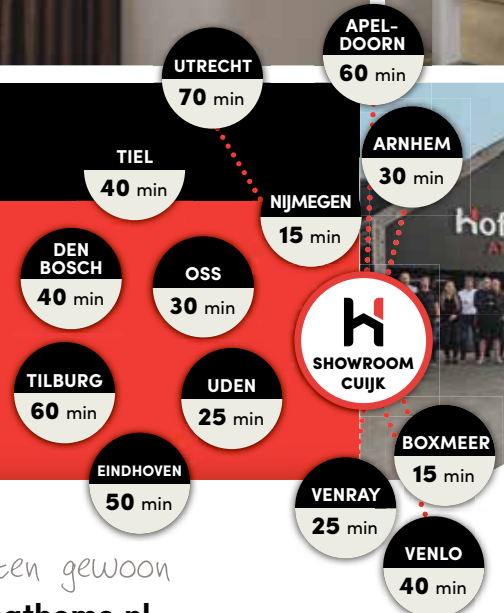 APEL-
DOORN
60 min
UTRECHT
70 min
ARNHEM
30 min
TIEL
40 min
NIJMEGEN
15 min
Hof
DEN
BOSCH
40 min
OSS
30 min
SHOWROOM
CUIJK
TILBURG
60 min
UDEN
25 min
BOXMEER
15 min
EINDHOVEN
50 min
VENRAY
25 min
VENLO
40 min
gewoon